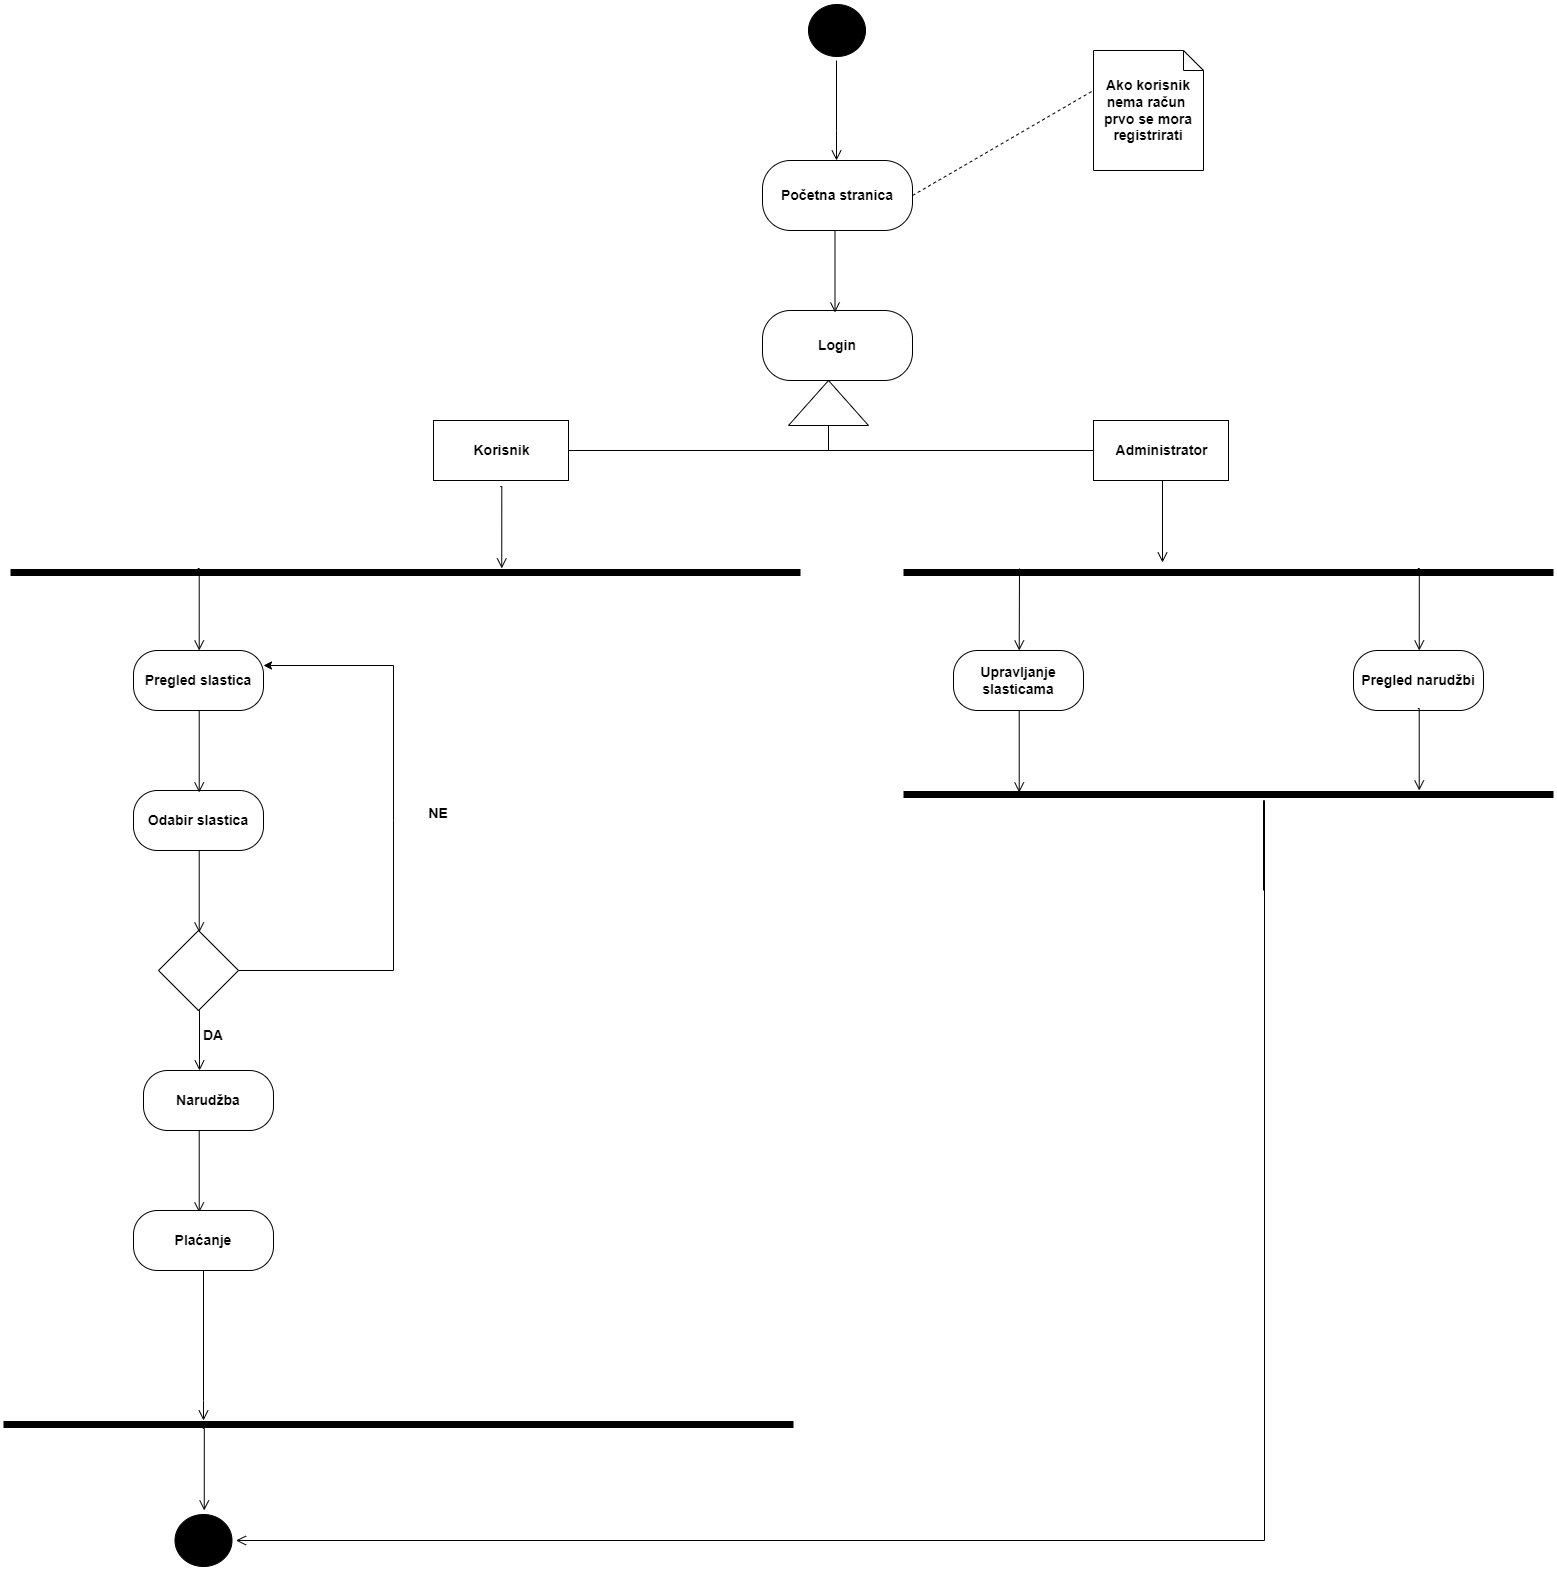 Ako korisnik
nema račun
prvo se mora
registrirati
Početna stranica
Login
Korisnik
Administrator
Pregled slastica
Upravljanje
slasticama
Pregled narudžbi
Odabir slastica
NE
DA
Narudžba
Plaćanje